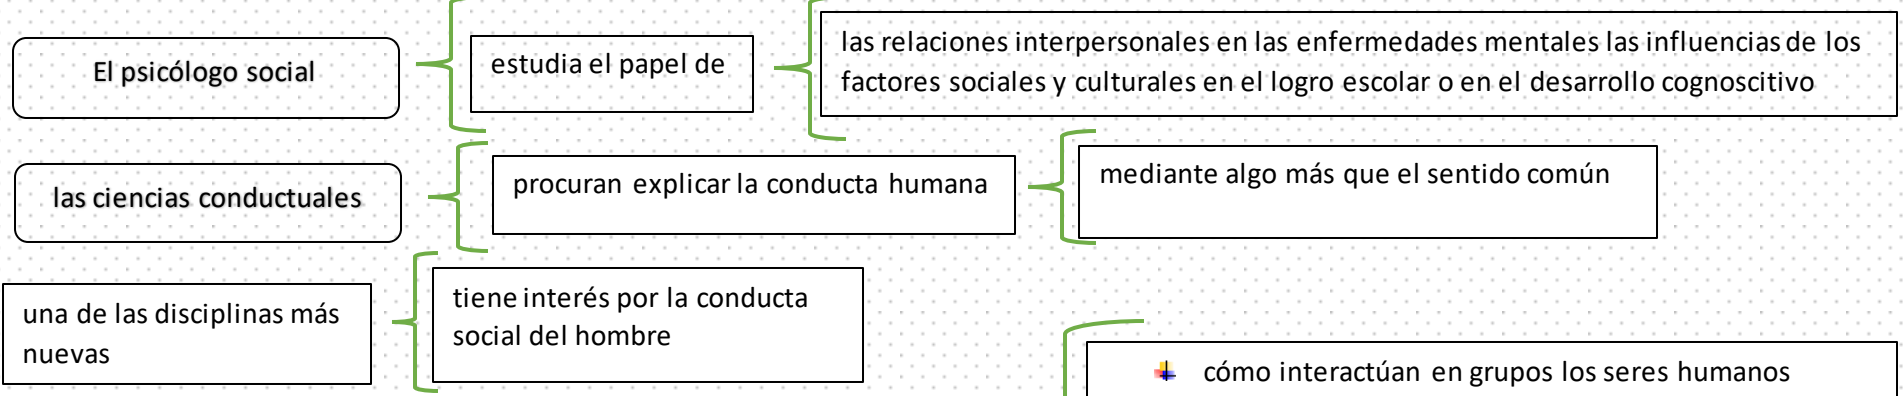 El psicólogo social
estudia el papel de
las relaciones interpersonales en las enfermedades mentales las influencias de los
factores sociales y culturales en el logro escolar o en el desarrollo cognoscitivo
las ciencias conductuales
procuran explicar la conducta humana
mediante algo más que el sentido común
una de las disciplinas más
nuevas
tiene interés por la conducta
social del hombre
cómo interactúan en grupos los seres humanos